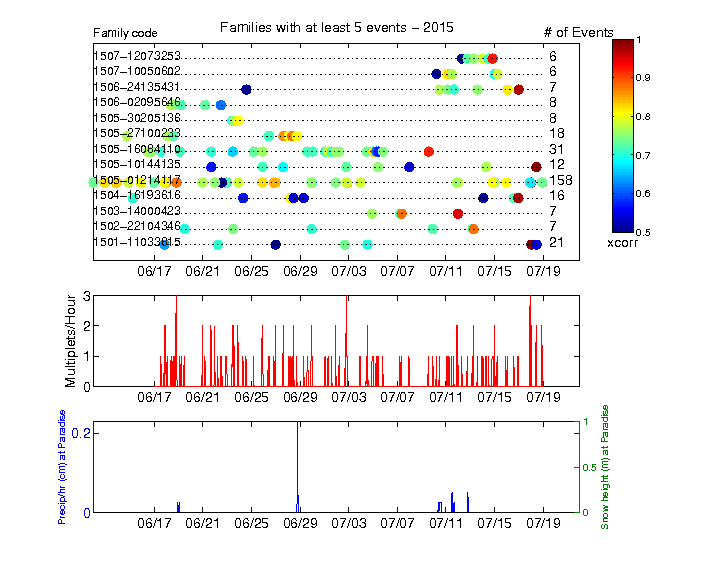 Families with at least 5 events − 2015
Family code
# of Events
1507−12073253 6
1507−10050602 6
1506−24135431 7
1506−02095646 8
1505−30205136 8
1505−27100233 18
1505−16084110 31
1505−10144135 12
1505−01214117 158
1504−16193616 16
1503−14000423 7
1502−22104346 7
1501−11033815 21
06/17 06/21 06/25 06/29 07/03 07/07 07/11 07/15 07/19
1
0.9
0.8
0.7
0.6
0.5
xcorr
Multiplets/Hour
3
2
1
0
06/17 06/21 06/25 06/29 07/03 07/07 07/11 07/15 07/19
Precip/hr (cm) at Paradise
0.2
0
1
0.5
0
Snow height (m) at Paradise
06/17 06/21 06/25 06/29 07/03 07/07 07/11 07/15 07/19